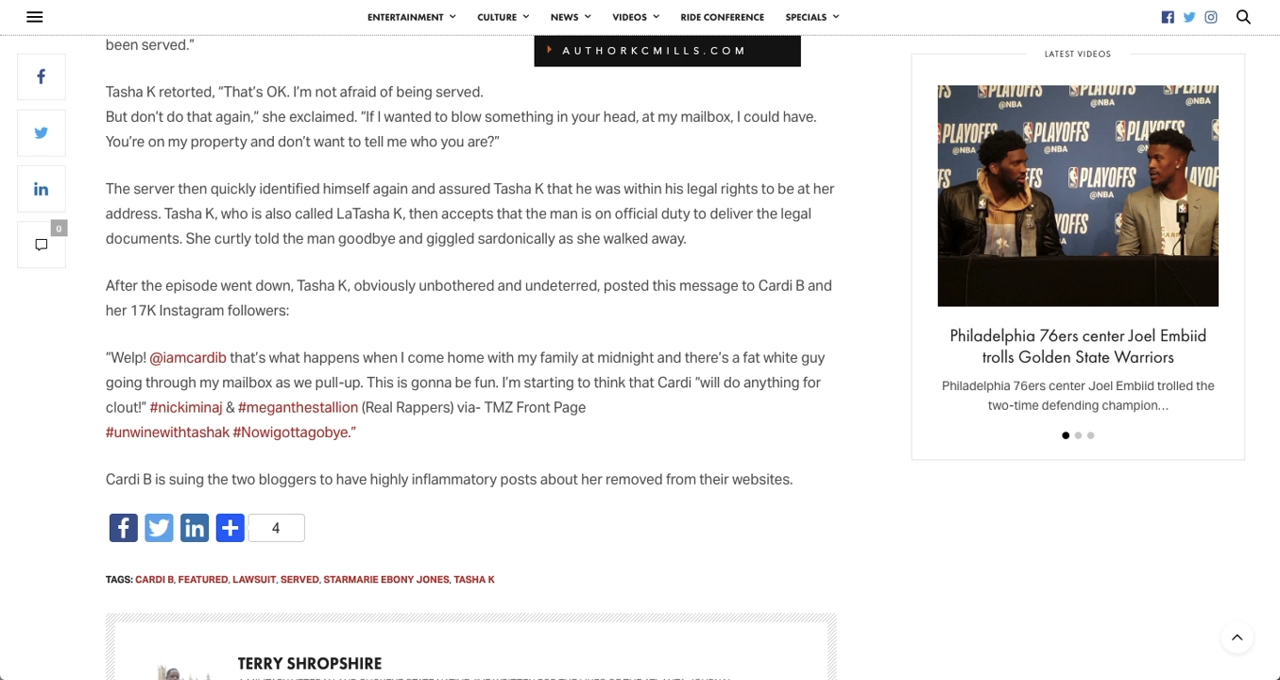 ENTERTAINMENT CULTURE NEWS VIDEOS RIDE CONFERENCE SPECIALS
been served.”
AUTHORKCMILLS.COM
Tasha K retorted, “That’s OK. I’m not afraid of being served.
But don’t do that again,” she exclaimed. “If I wanted to blow something in your head, at my mailbox, I could have.
You’re on my property and don’t want to tell me who you are?”
The server then quickly identified himself again and assured Tasha K that he was within his legal rights to be at her
address. Tasha K, who is also called LaTasha K, then accepts that the man is on official duty to deliver the legal
documents. She curtly told the man goodbye and giggled sardonically as she walked away.
After the episode went down, Tasha K, obviously unbothered and undeterred, posted this message to Cardi B and
her 17K Instagram followers:
“Welp! @iamcardib that’s what happens when I come home with my family at midnight and there’s a fat white guy
going through my mailbox as we pull-up. This is gonna be fun. I’m starting to think that Cardi “will do anything for
clout!” #nickiminaj & #meganthestallion (Real Rappers) via- TMZ Front Page
#unwinewithtashak #Nowigottagobye.”
Cardi B is suing the two bloggers to have highly inflammatory posts about her removed from their websites.
4
TAGS: CARDI B, FEATURED, LAWSUIT, SERVED, STARMARIE EBONY JONES, TASHA K
TERRY SHROPSHIRE
0
LATEST VIDEOS
PLAYOFFS
@NBA
PLAYOFFS
@NBA
PLAYOFFS
@NBA
Philadelphia 76ers center Joel Embiid
trolls Golden State Warriors
Philadelphia 76ers center Joel Embiid trolled the
two-time defending champion…